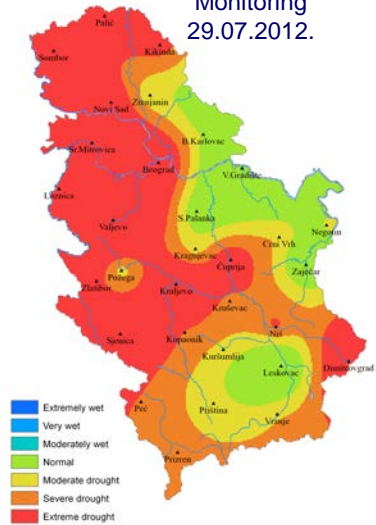 Monitoring
29.07.2012.
Palić
Sombor
Kikinda
Novi Sad
Zrenjanin
Sr.Mitrovica
B.Karlovac
Beograd
V.Gradište
Loznica
S.Palanka
Valjevo
Negotin
Crni Vrh
Kragujevac
Ćuprija
Zaječar
Požega
Zlatibor
Kraljevo
Kruševac
Niš
Sjenica
Kopaonik
Kuršumlija
Dimitrovgrad
Leskovac
Peć
Priština
Vranje
Prizren
Extremely wet
Very wet
Moderately wet
Normal
Moderate drought
Severe drought
Extreme drought